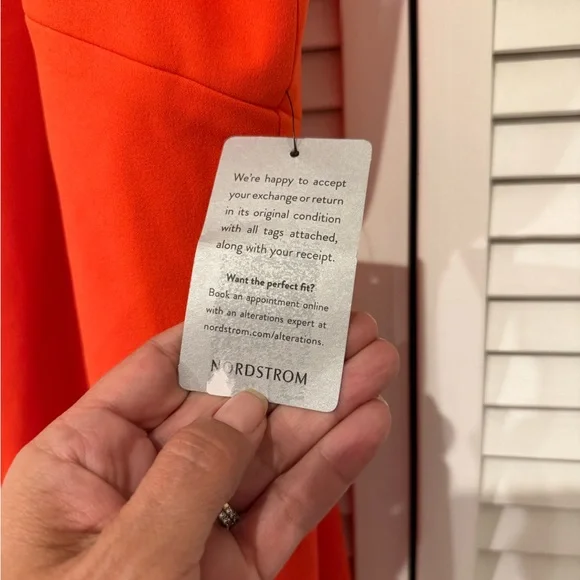 We're happy to accept
your exchange or return
in its original condition
with all tags attached,
along with your receipt.
Want the perfect fit?
Book an appointment online
with an alterations expert at
nordstrom.com/alterations.
NORDSTROM